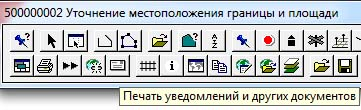 500000002 Уточнение местоположения границы и площади
Печать уведомлений и других документов